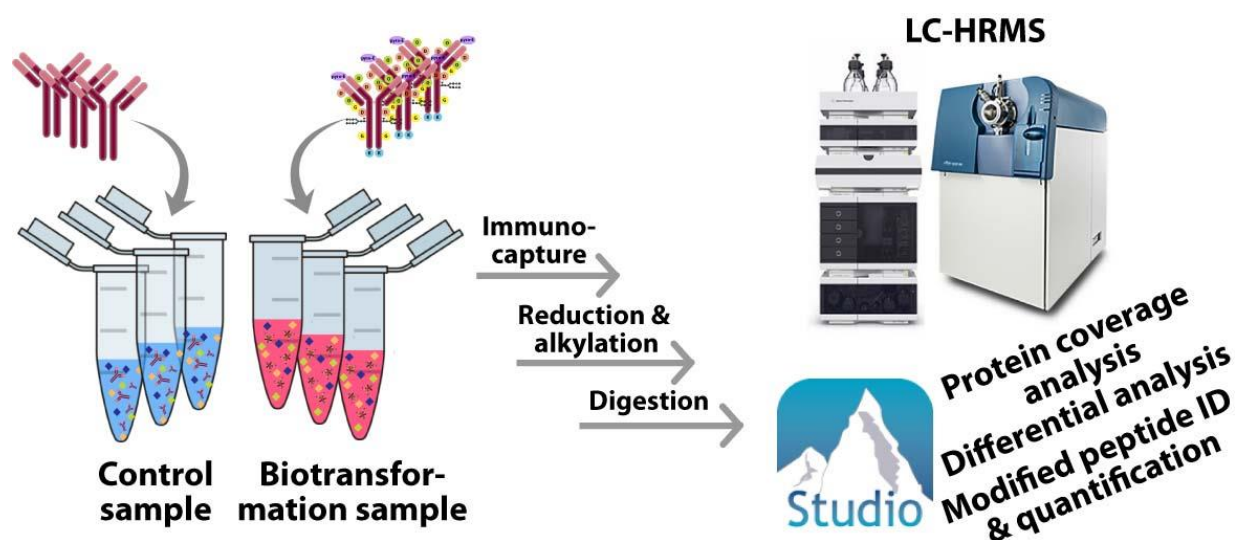 LC-HRMS
Immuno-
capture
Reduction &
alkylation
Digestion
Control
sample
Biotransfor-
mation sample
Studio
Protein coverage
analysis
Differential analysis
Modified peptide ID
& quantification